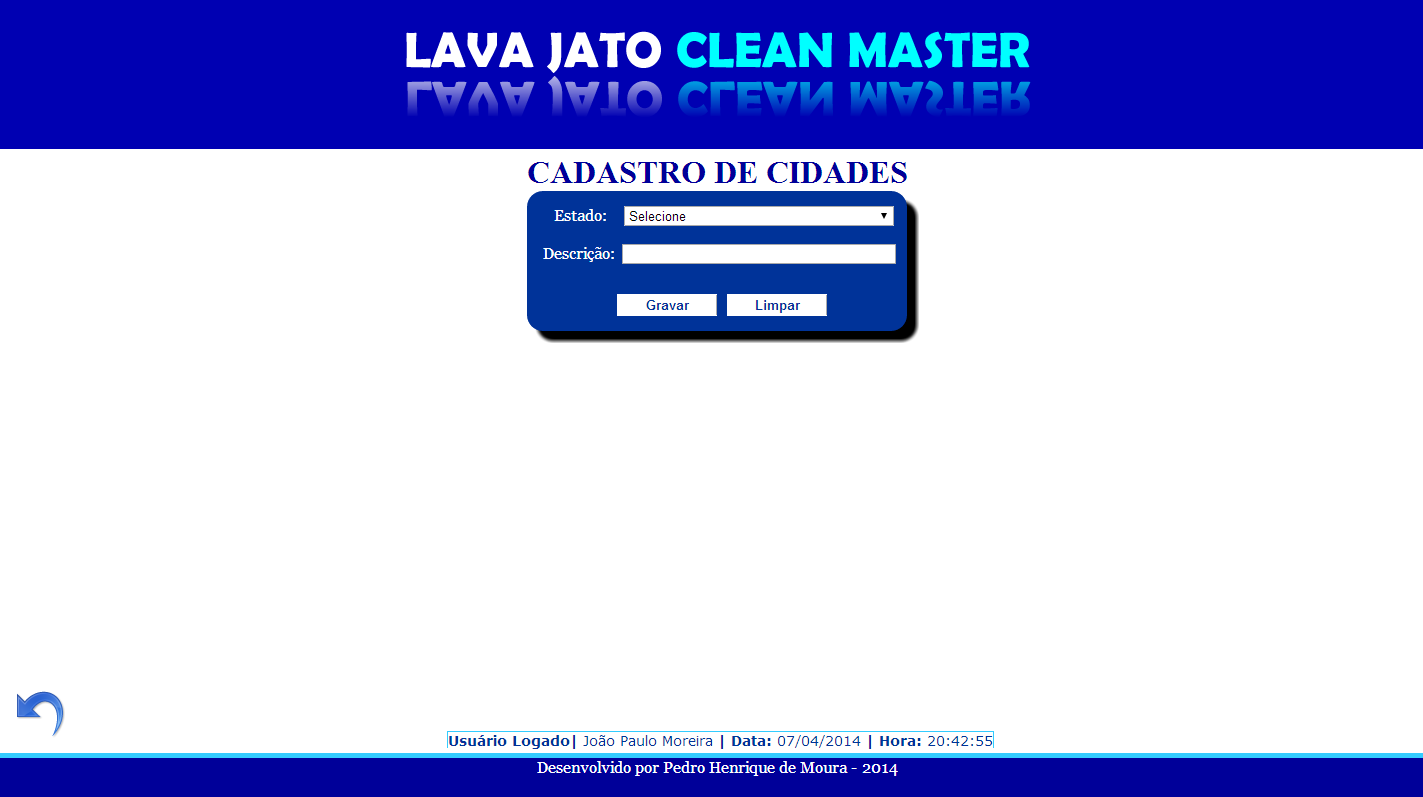 LAVA JATO CLEAN MASTER
CADASTRO DE CIDADES
Estado: Selecione
Descrição:
Gravar Limpar
Usuário Logado| João Paulo Moreira | Data: 07/04/2014 | Hora: 20:42:55
Desenvolvido por Pedro Henrique de Moura - 2014